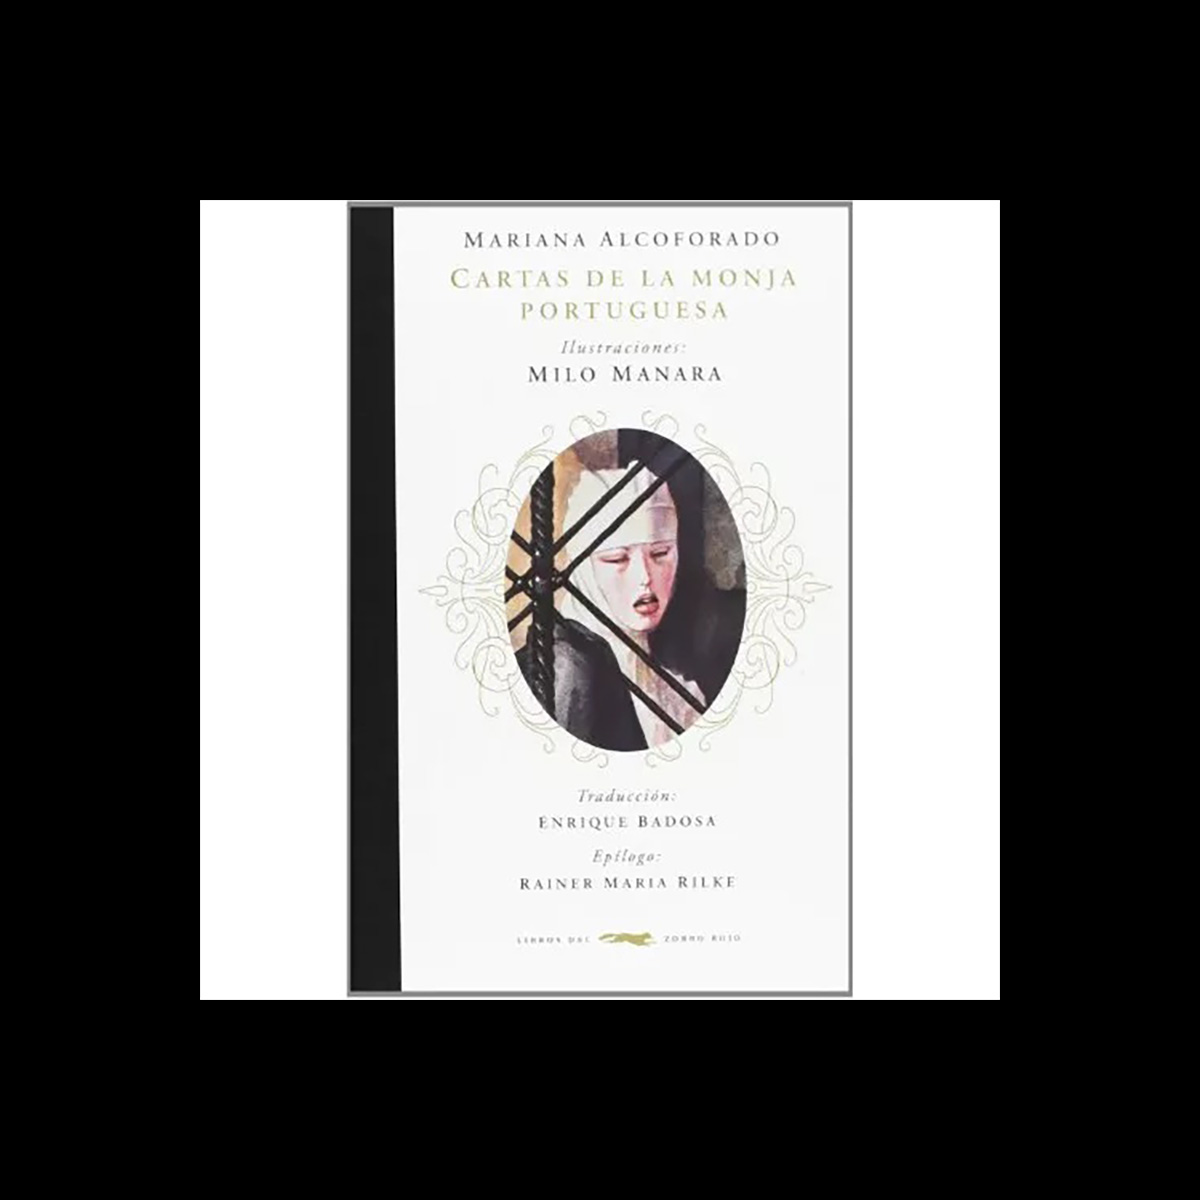 MARIANA ALCOFORADO
CARTAS DE LA MONJA
PORTUGUESA
Ilustraciones:
MILO MANARA
Traducción:
ENRIQUE BADOSA
Epílogo:
RAINER MARIA RILKE
LIBROS DEL ZORRO ROJO